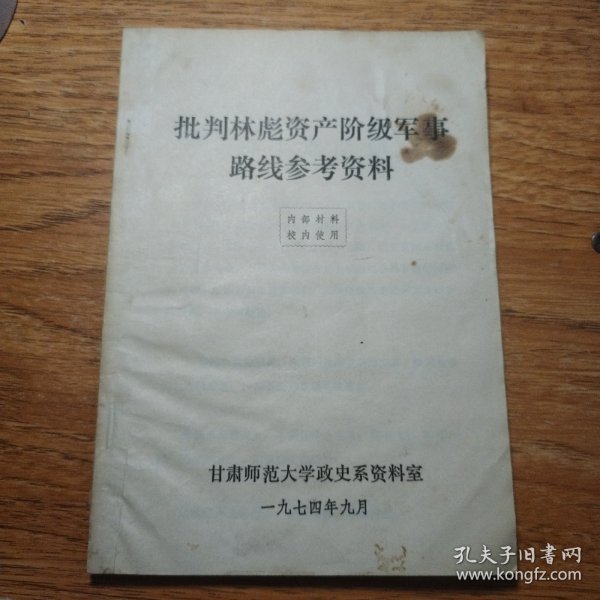 批判林彪资产阶级军事
路线参考资料
内部材料
校内使用
甘肃师范大学政史系资料室
一九七四年九月
孔夫子旧书网
www.kongfz.com